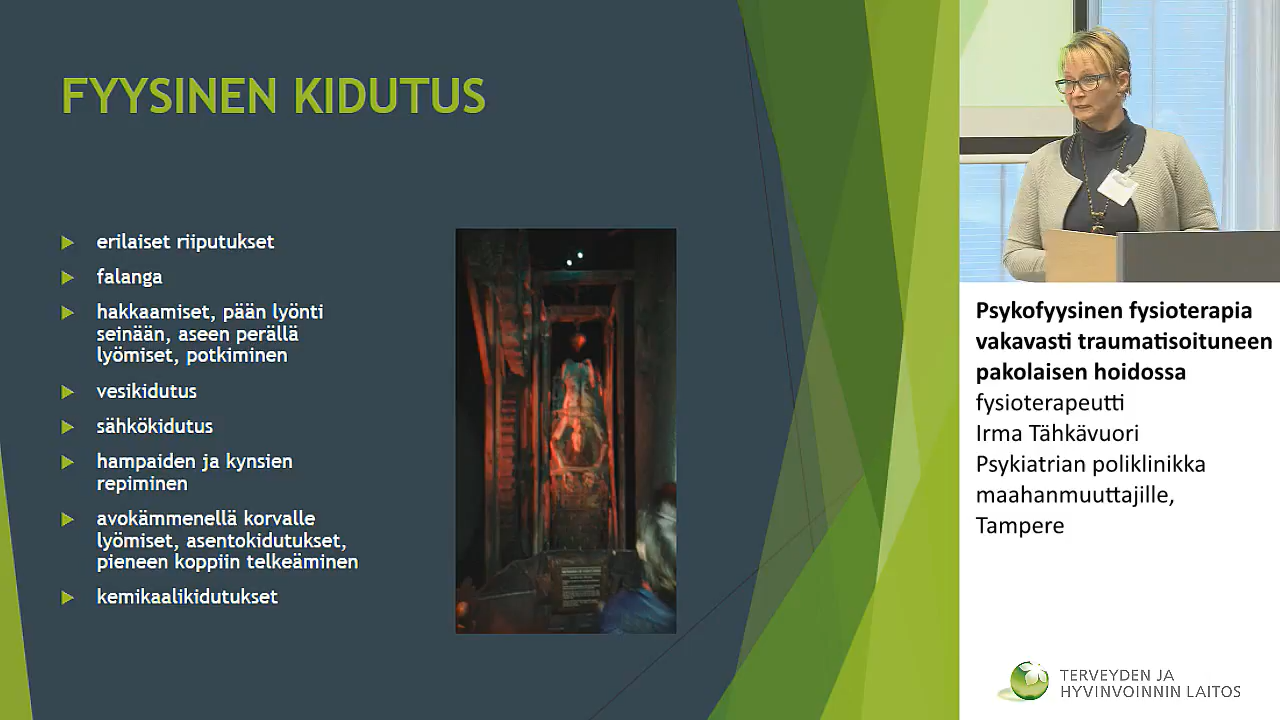 FYYSINEN KIDUTUS
erilaiset riiputukset
falanga
hakkaamiset, pään lyönti
seinään, aseen perällä
lyömiset, potkiminen
vesikidutus
sähkökidutus
hampaiden ja kynsien
repiminen
avokämmenellä korvalle
lyömiset, asentokidutukset,
pieneen koppiin telkeäminen
kemikaalikidutukset
Psykofyysinen fysioterapia
vakavasti traumatisoituneen
pakolaisen hoidossa
fysioterapeutti
Irma Tähkävuori
Psykiatrian poliklinikka
maahanmuuttajille,
Tampere
TERVEYDEN JA
HYVINVOINNIN LAITOS